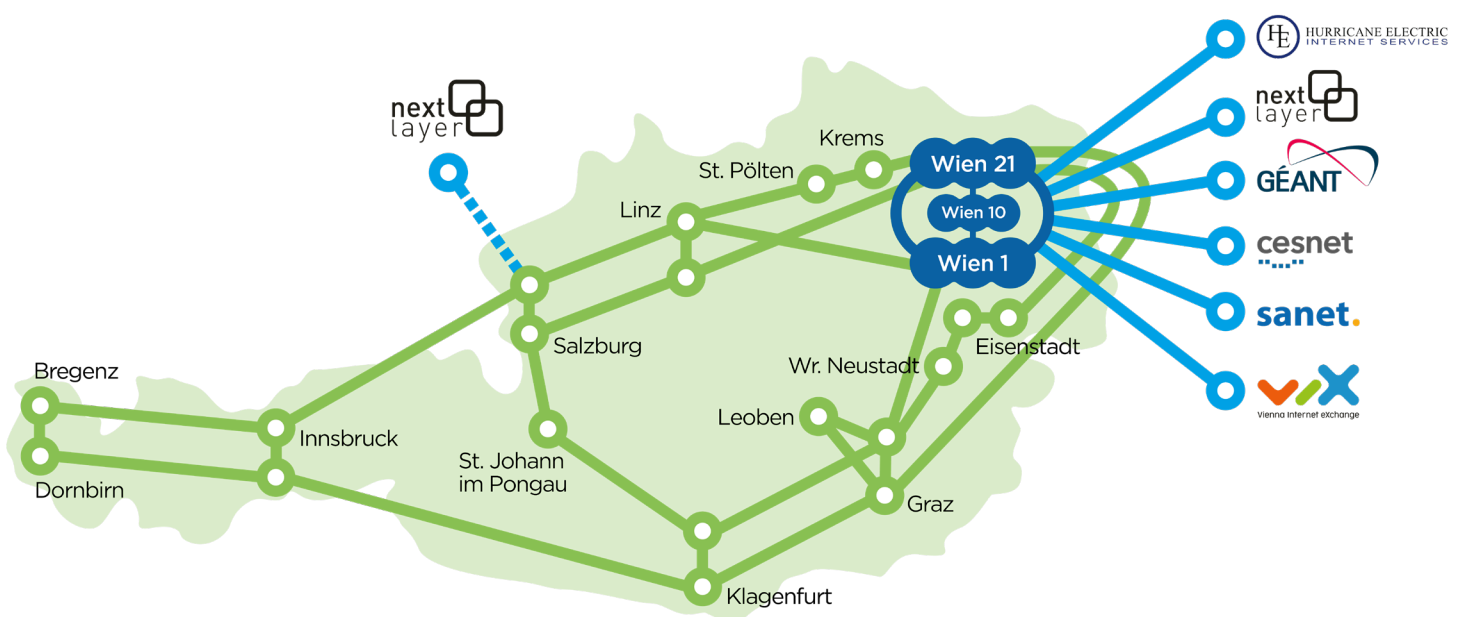 HE HURRICANE ELECTRIC
INTERNET SERVICES
next
layer
next
layer
Krems
Wien 21
St. Pölten
GÉANT
Linz
Wien 10
cesnet
Wien 1
sanet.
Salzburg
Eisenstadt
Wr. Neustadt
Bregenz
Vienna Internet eXchange
Leoben
Innsbruck
St. Johann
im Pongau
Dornbirn
Graz
Klagenfurt